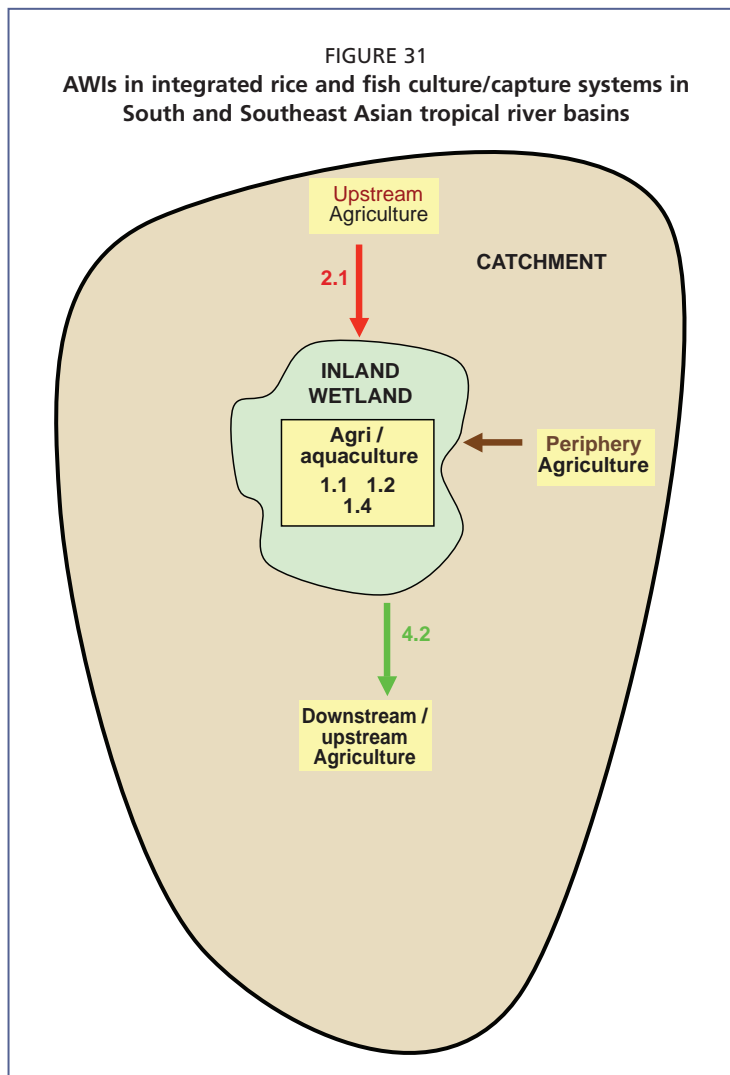 FIGURE 31
AWIs in integrated rice and fish culture/capture systems in
South and Southeast Asian tropical river basins
Upstream
Agriculture
CATCHMENT
2.1
INLAND
WETLAND
Agri /
aquaculture
1.1 1.2
1.4
Periphery
Agriculture
4.2
Downstream /
upstream
Agriculture